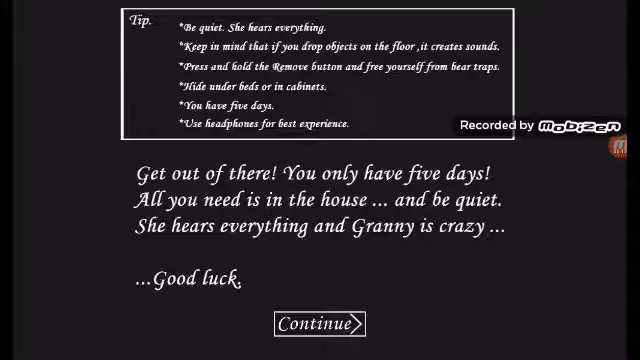 Tip.
*Be quiet. She hears everything.
*Keep in mind that if you drop objects on the floor ,it creates sounds.
*Press and hold the Remove button and free yourself from bear traps.
*Hide under beds or in cabinets.
*You have five days.
*Use headphones for best experience.
Recorded by mobizen
Get out of there! You only have five days!
All you need is in the house ... and be quiet.
She hears everything and Granny is crazy ...
...Good luck.
Continue